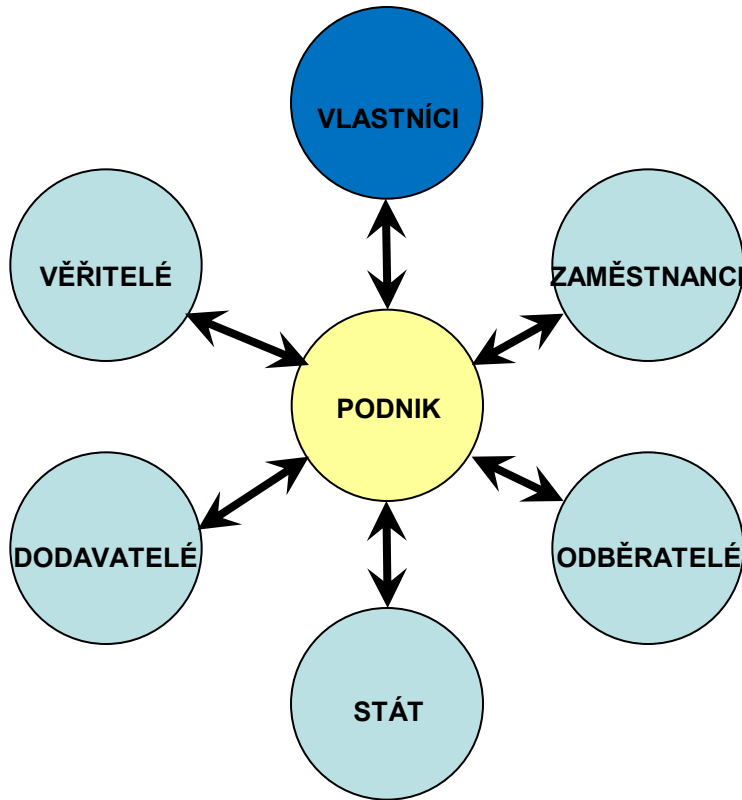 VLASTNÍCI
VĚŘITELÉ
ZAMĚSTNANCI
PODNIK
DODAVATELÉ
ODBĚRATELÉ
STÁT